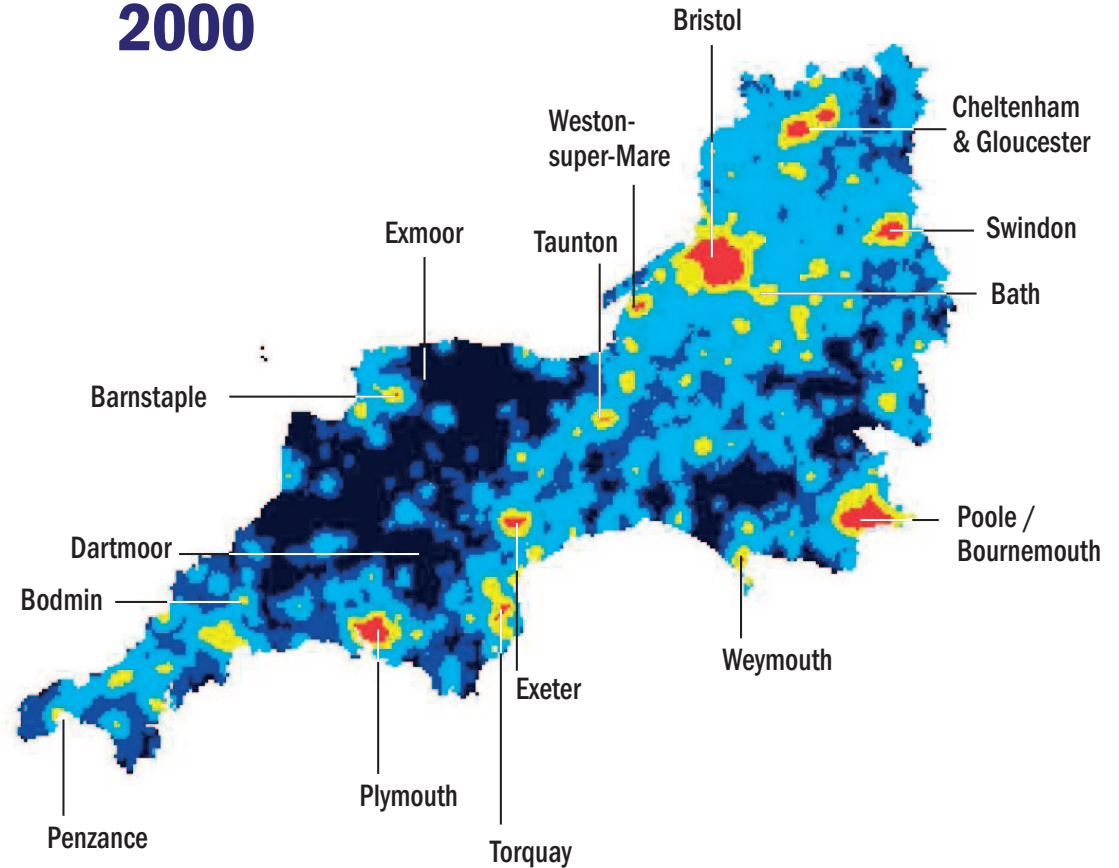 2000
Bristol
Weston-
super-Mare
Cheltenham
& Gloucester
Exmoor
Taunton
Swindon
Bath
Barnstaple
Dartmoor
Poole /
Bournemouth
Bodmin
Weymouth
Exeter
Plymouth
Penzance
Torquay